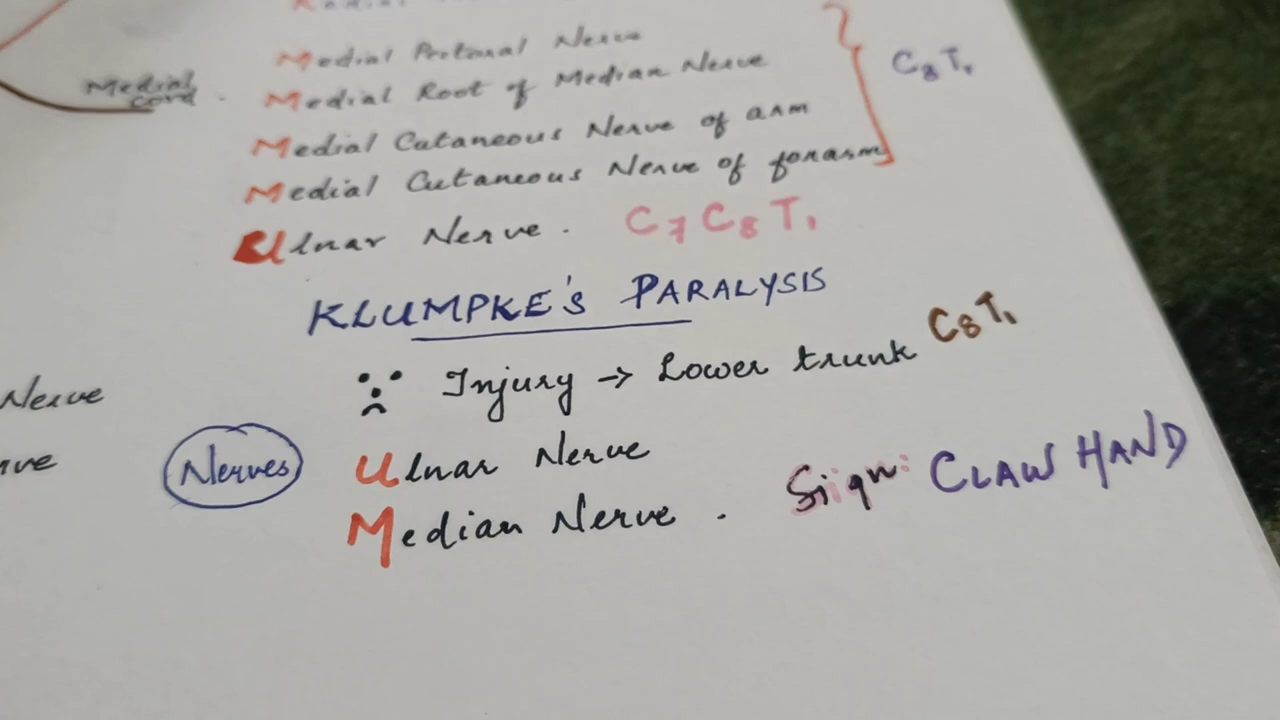 Medial
cord
Medial Pectoral Nerve
Medial Root of Median Nerve
Medial Cutaneous Nerve of arm
Medial Cutaneous Nerve of forarm
C8 T1
Ulnar Nerve. C7 C8 T1
KLUMPKE'S PARALYSIS
Injury → Lower trunk C8 T1
Nerve
Nerves
Ulnar Nerve
Median Nerve.
Sign: CLAW HAND